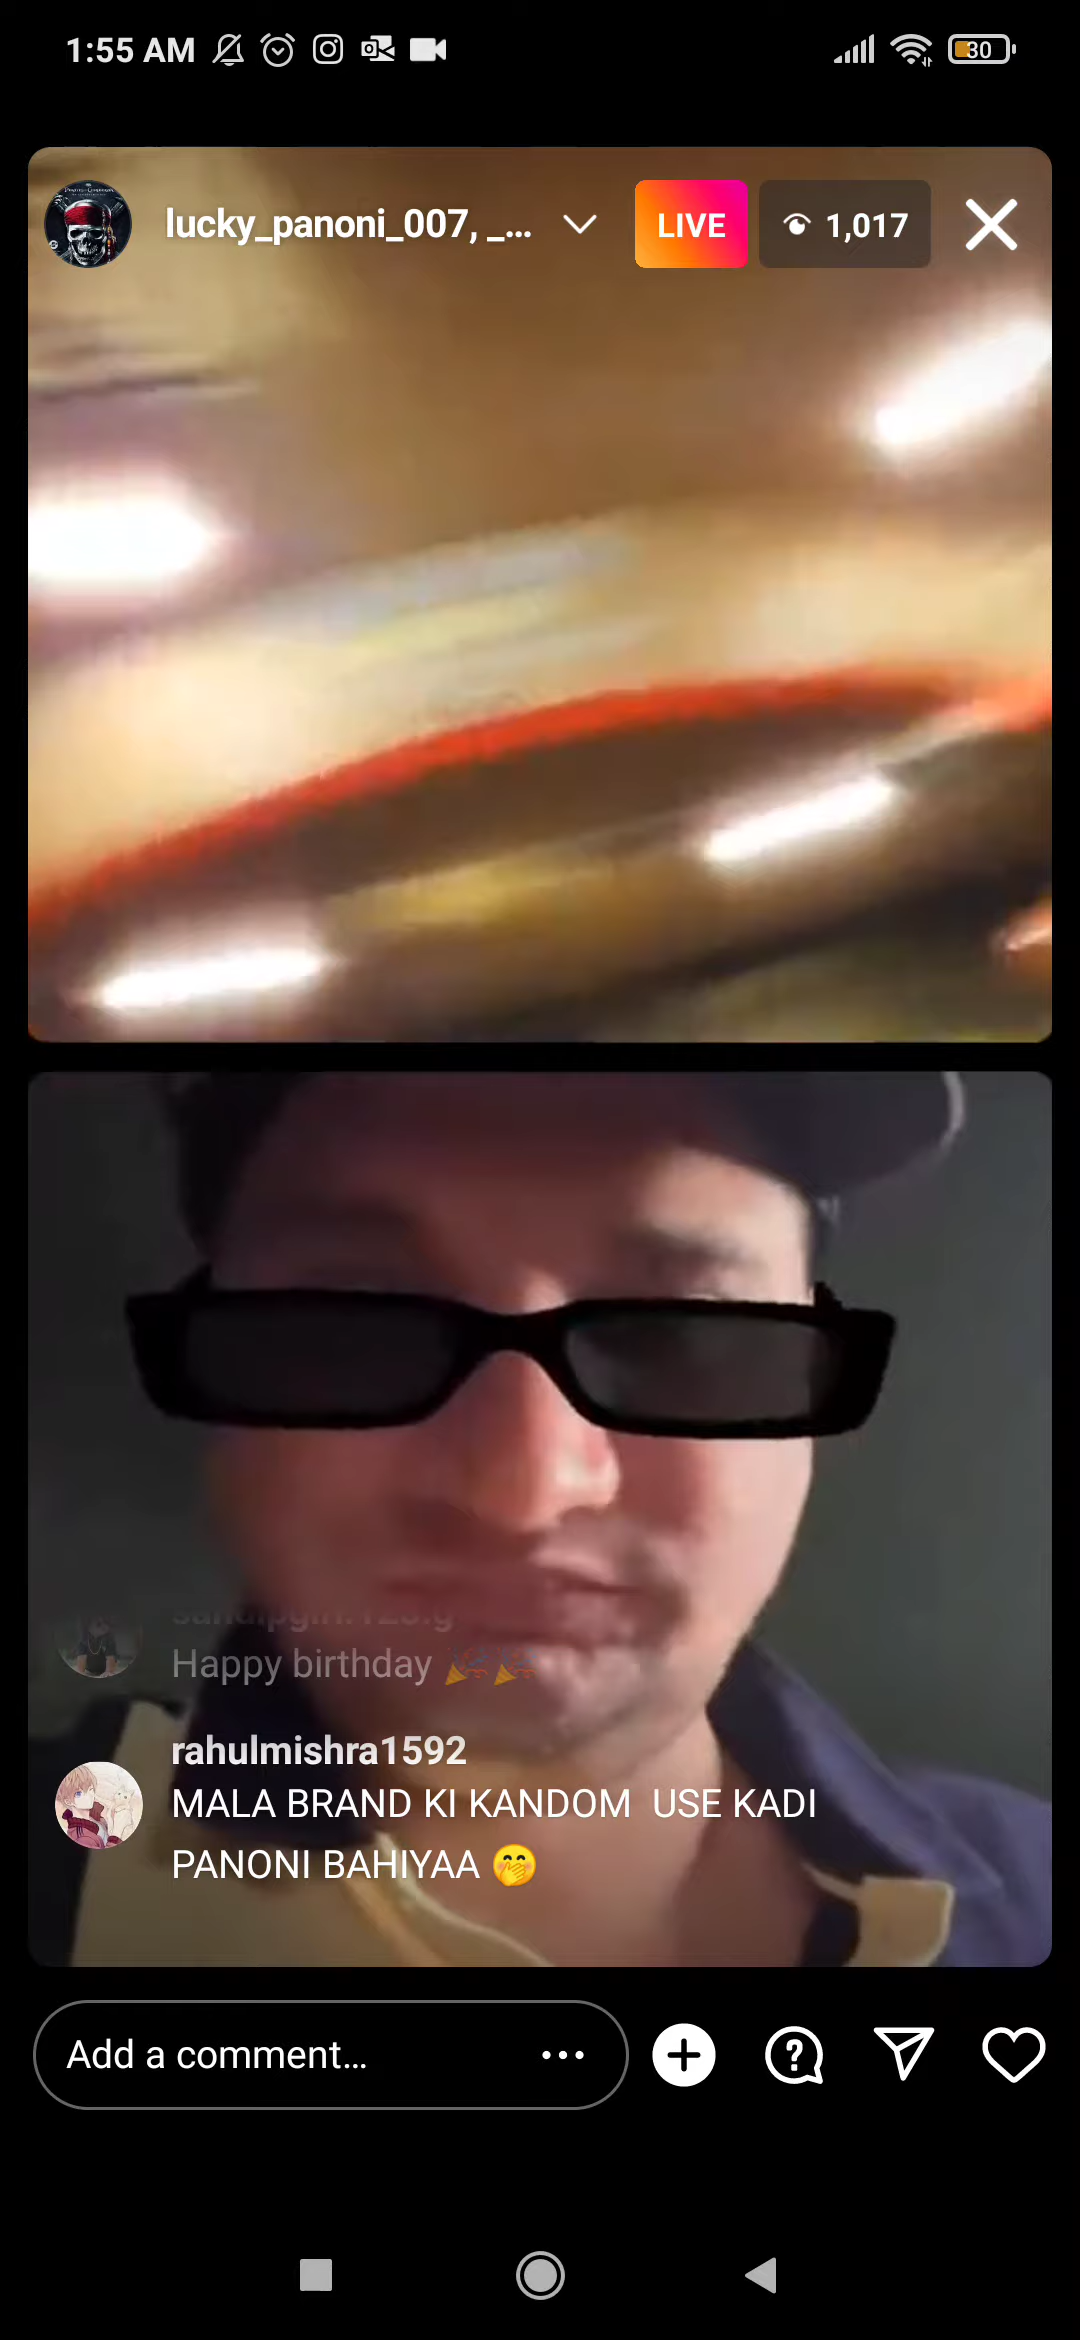 1:55 AM
30
lucky_panoni_007, _...
LIVE
1,017
Happy birthday 🎉🎉
rahulmishra1592
MALA BRAND KI KANDOM USE KADI
PANONI BAHIYAA 🤭
Add a comment...